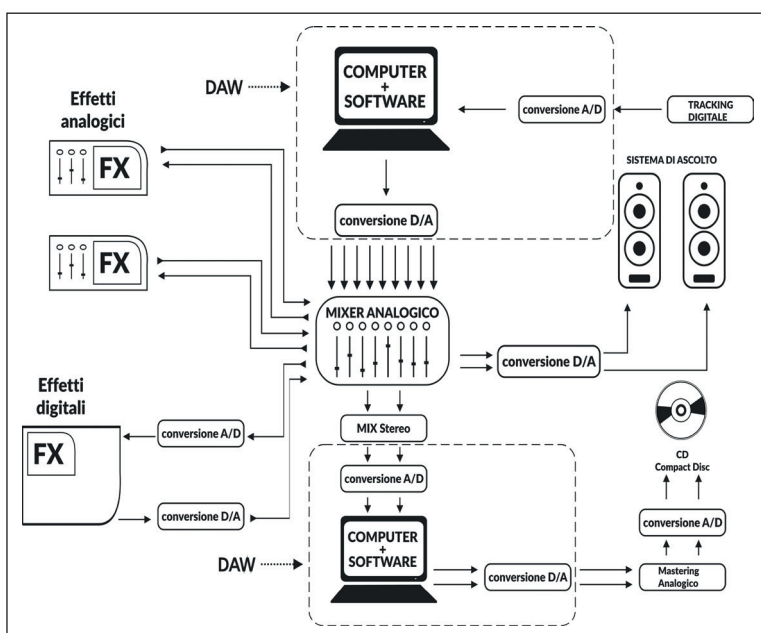 DAW
COMPUTER
+
SOFTWARE
conversione A/D
TRACKING
DIGITALE
Effetti
analogici
FX
SISTEMA DI ASCOLTO
conversione D/A
FX
MIXER ANALOGICO
conversione D/A
Effetti
digitali
FX
conversione A/D
conversione D/A
MIX Stereo
conversione A/D
CD
Compact Disc
conversione A/D
DAW
COMPUTER
+
SOFTWARE
conversione D/A
Mastering
Analogico